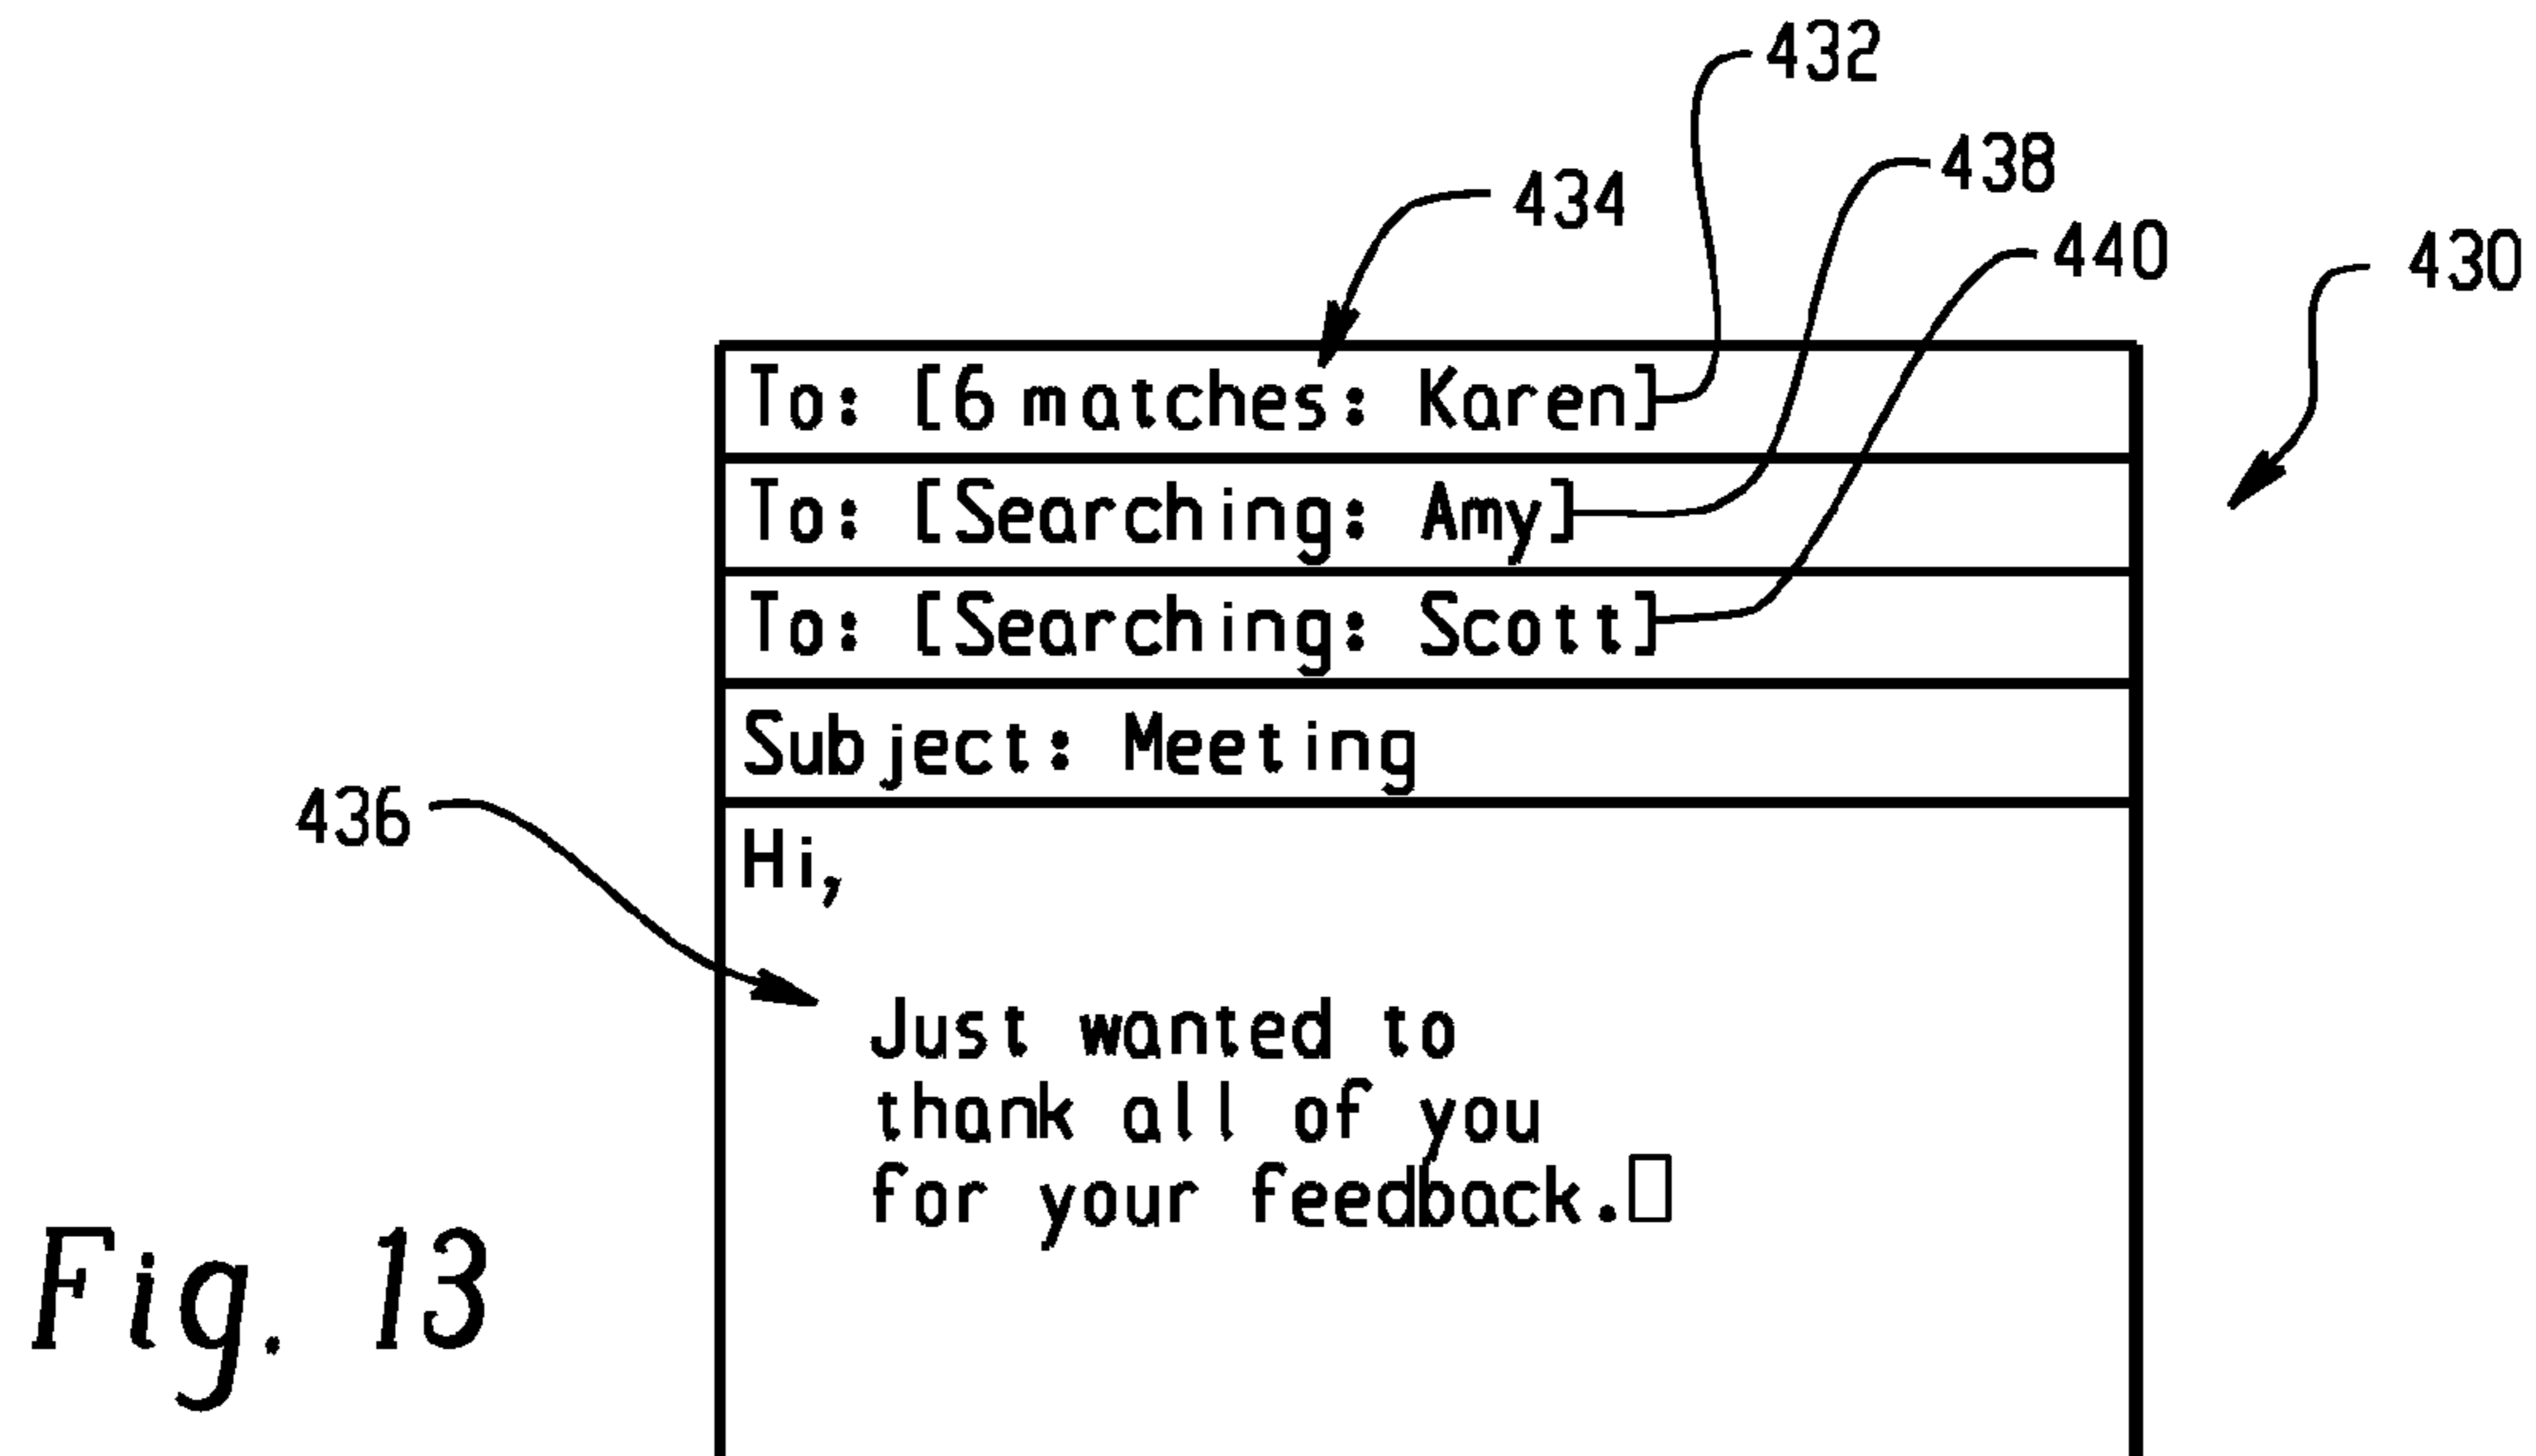 432
438
434
440
430
To: [6 matches: Karen]
To: [Searching: Amy]
To: [Searching: Scott]
Subject: Meeting
436
Hi,
Just wanted to
thank all of you
for your feedback.
Fig. 13